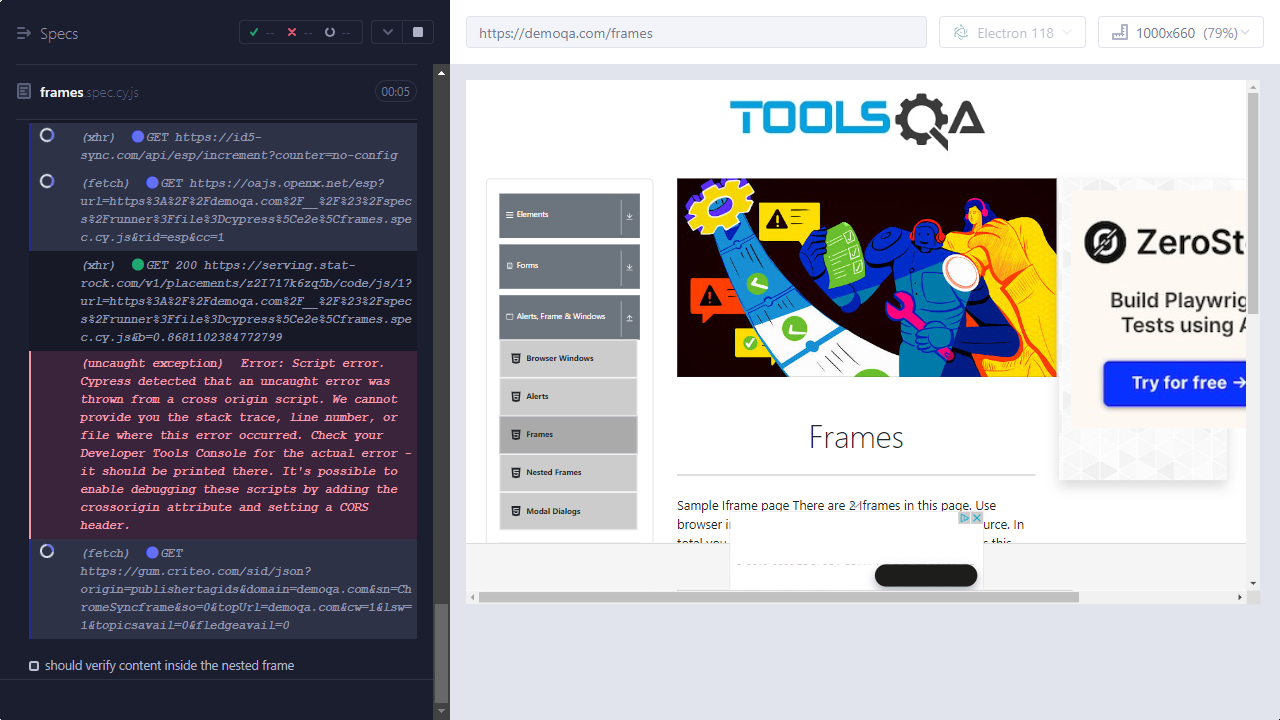 Specs
--
--
--
frames.spec.cy.js
00:05
(xhr) GET https://id5-
sync.com/api/esp/increment?counter=no-config
(fetch) GET https://oajs.openx.net/esp?
url=https%3A%2F%2Fdemoqa.com%2F__%2F%23%2Fspec
s%2Frunner%3Ffile%3Dcypress%5Ce2e%5Cframes.spe
c.cy.js&rid=esp&cc=1
(xhr) GET 200 https://serving.stat-
rock.com/v1/placements/z2I717k6zq5b/code/js/1?
url=https%3A%2F%2Fdemoqa.com%2F__%2F%23%2Fspec
s%2Frunner%3Ffile%3Dcypress%5Ce2e%5Cframes.spe
c.cy.js&b=0.8681102384772799
(uncaught exception) Error: Script error.
Cypress detected that an uncaught error was
thrown from a cross origin script. We cannot
provide you the stack trace, line number, or
file where this error occurred. Check your
Developer Tools Console for the actual error -
it should be printed there. It's possible to
enable debugging these scripts by adding the
crossorigin attribute and setting a CORS
header.
(fetch) GET
https://gum.criteo.com/sid/json?
origin=publishertagids&domain=demoqa.com&sn=Ch
romeSyncframe&so=0&topUrl=demoqa.com&cw=1&lsw=
1&topicsavail=0&fledgeavail=0
should verify content inside the nested frame
https://demoqa.com/frames
Electron 118
1000x660 (79%)
TOOLSQA
Elements
Forms
Alerts, Frame & Windows
Browser Windows
Alerts
Frames
Nested Frames
Modal Dialogs
ZeroSt
Build Playwrig
Tests using A
Try for free →
Frames
Sample Iframe page There are 2 Iframes in this page. Use
browser i
urce. In
total you
this